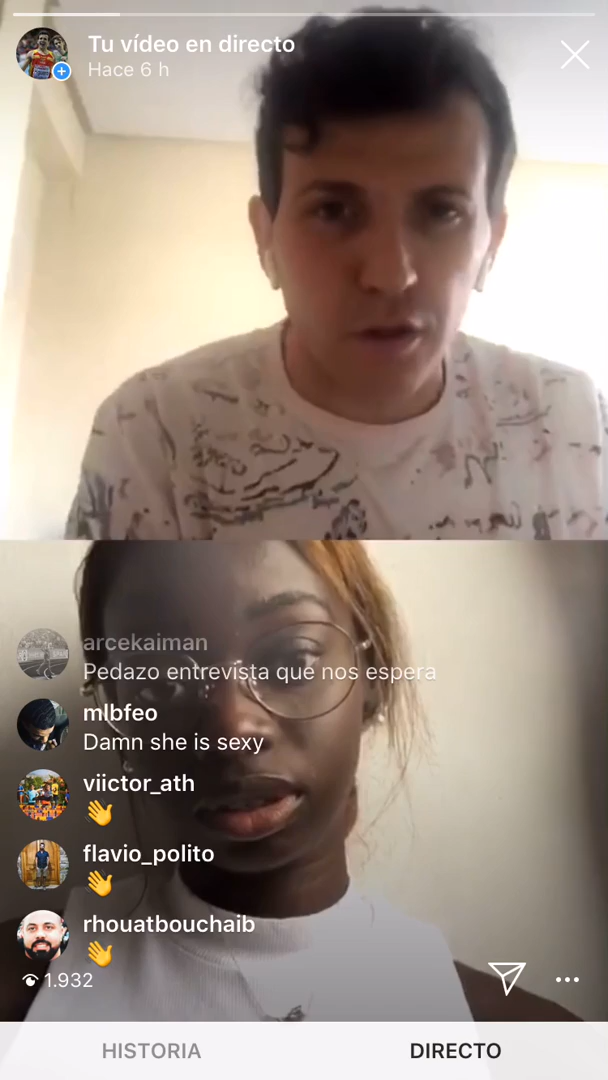 Tu vídeo en directo
Hace 6 h
arcekaiman
Pedazo entrevista que nos espera
mlbfeo
Damn she is sexy
viictor_ath
👋
flavio_polito
👋
rhouatbouchaib
👋
1.932
HISTORIA
DIRECTO